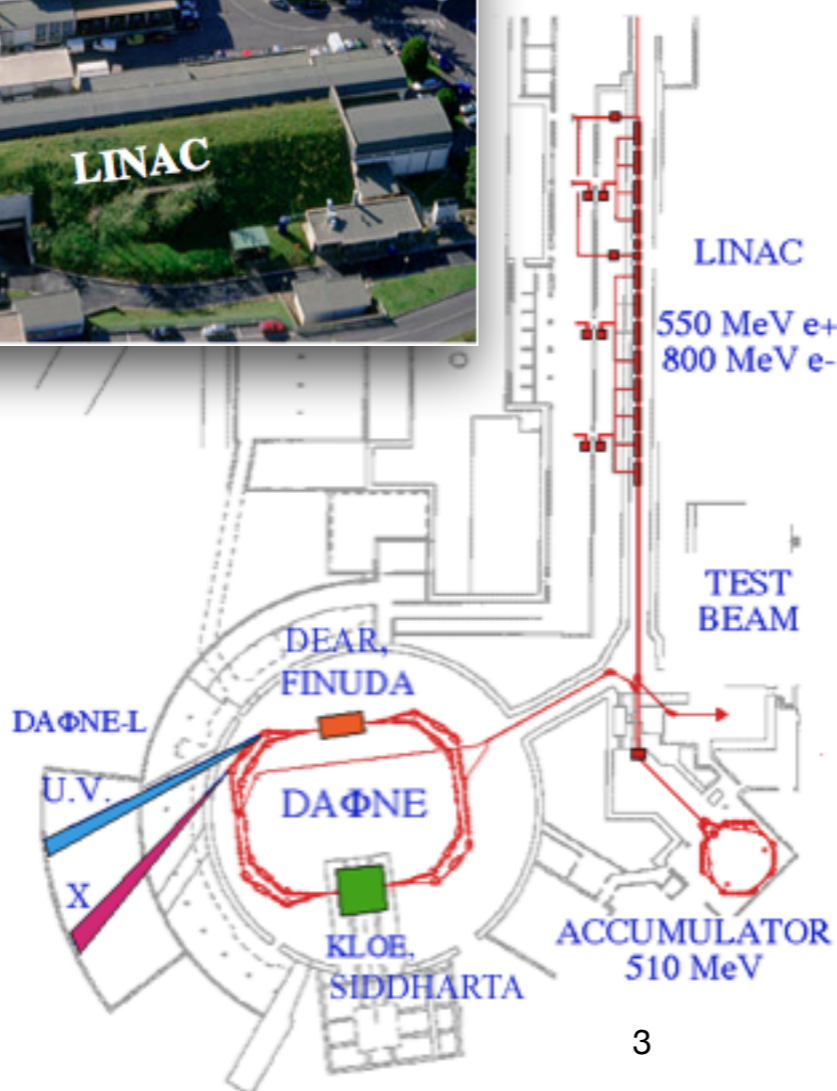 LINAC
LINAC
550 MeV e+
800 MeV e-
TEST
BEAM
DEAR,
FINUDA
DAΦNE-L
U.V.
DAΦNE
X
KLOE,
SIDDHARTA
ACCUMULATOR
510 MeV
3